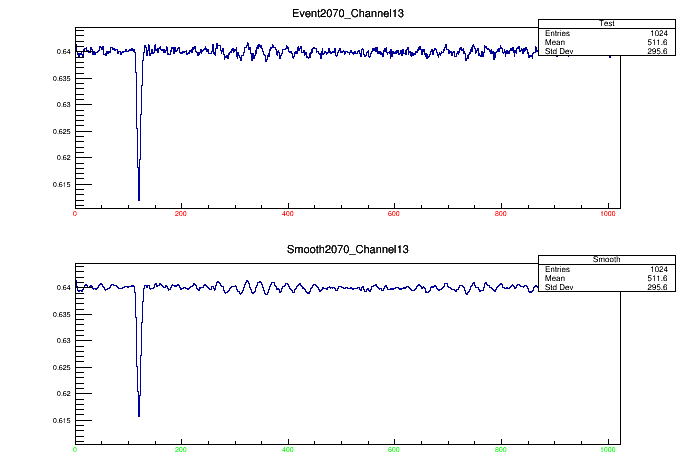 Event2070_Channel13
Test
Entries 1024
Mean 511.6
Std Dev 295.6
0.64
0.635
0.63
0.625
0.62
0.615
0 200 400 600 800 1000
Smooth2070_Channel13
Smooth
Entries 1024
Mean 511.6
Std Dev 295.6
0.64
0.635
0.63
0.625
0.62
0.615
0 200 400 600 800 1000